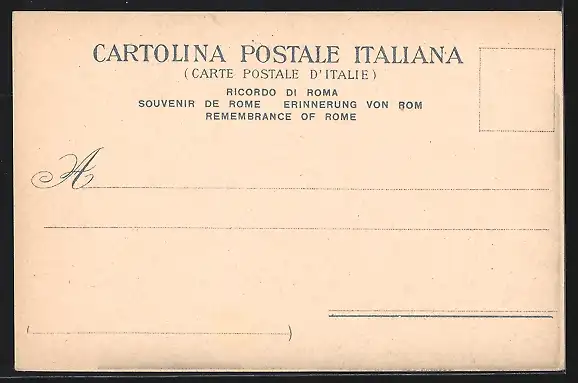 CARTOLINA POSTALE ITALIANA
(CARTE POSTALE D'ITALIE)
RICORDO DI ROMA
SOUVENIR DE ROME ERINNERUNG VON ROM
REMEMBRANCE OF ROME
A
( )